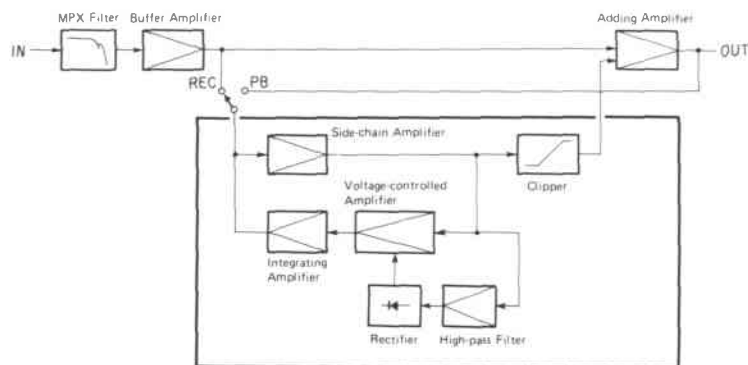 MPX Filter
Buffer Amplifier
Adding Amplifier
IN
OUT
REC
PB
Side-chain Amplifier
Voltage-controlled
Amplifier
Clipper
Integrating
Amplifier
Rectifier
High-pass Filter